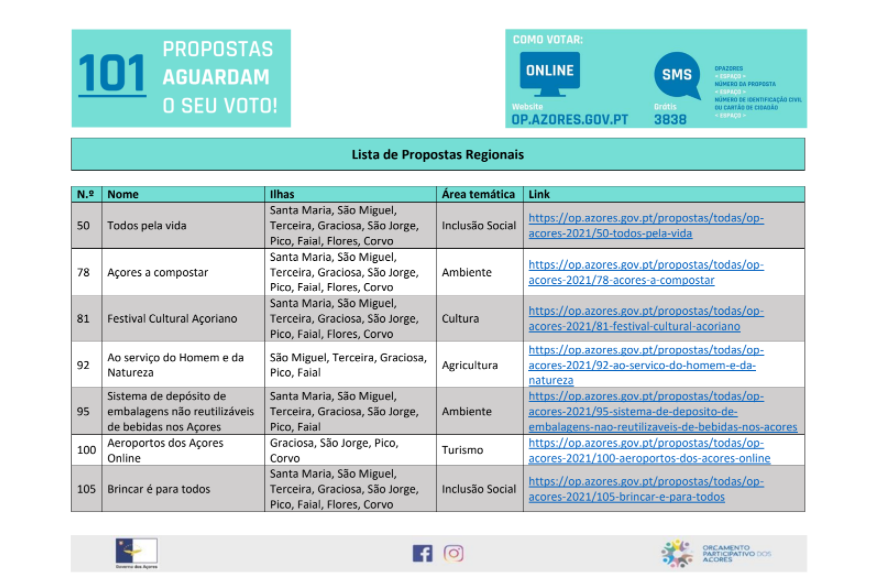 101
PROPOSTAS
AGUARDAM
O SEU VOTO!
COMO VOTAR:
ONLINE
Website
OP.AZORES.GOV.PT
SMS
Grátis
3838
OPAZORES
< ESPAÇO >
NÚMERO DA PROPOSTA
< ESPAÇO >
NÚMERO DE IDENTIFICAÇÃO CIVIL
OU CARTÃO DE CIDADÃO
< ESPAÇO >
Lista de Propostas Regionais
N.º Nome Ilhas Área temática Link
50 Todos pela vida
Santa Maria, São Miguel,
Terceira, Graciosa, São Jorge,
Pico, Faial, Flores, Corvo
Inclusão Social
https://op.azores.gov.pt/propostas/todas/op-
acores-2021/50-todos-pela-vida
78 Açores a compostar
Santa Maria, São Miguel,
Terceira, Graciosa, São Jorge,
Pico, Faial, Flores, Corvo
Ambiente
https://op.azores.gov.pt/propostas/todas/op-
acores-2021/78-acores-a-compostar
81 Festival Cultural Açoriano
Santa Maria, São Miguel,
Terceira, Graciosa, São Jorge,
Pico, Faial, Flores, Corvo
Cultura
https://op.azores.gov.pt/propostas/todas/op-
acores-2021/81-festival-cultural-acoriano
92
Ao serviço do Homem e da
Natureza
São Miguel, Terceira, Graciosa,
Pico, Faial
Agricultura
https://op.azores.gov.pt/propostas/todas/op-
acores-2021/92-ao-servico-do-homem-e-da-
natureza
95
Sistema de depósito de
embalagens não reutilizáveis
de bebidas nos Açores
Santa Maria, São Miguel,
Terceira, Graciosa, São Jorge,
Pico, Faial
Ambiente
https://op.azores.gov.pt/propostas/todas/op-
acores-2021/95-sistema-de-deposito-de-
embalagens-nao-reutilizaveis-de-bebidas-nos-acores
100
Aeroportos dos Açores
Online
Graciosa, São Jorge, Pico,
Corvo
Turismo
https://op.azores.gov.pt/propostas/todas/op-
acores-2021/100-aeroportos-dos-acores-online
105 Brincar é para todos
Santa Maria, São Miguel,
Terceira, Graciosa, São Jorge,
Pico, Faial, Flores, Corvo
Inclusão Social
https://op.azores.gov.pt/propostas/todas/op-
acores-2021/105-brincar-e-para-todos
Governo dos Açores
ORÇAMENTO
PARTICIPATIVO DOS
AÇORES